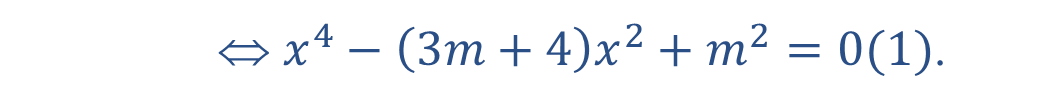 ⇔ x⁴ − (3m + 4)x² + m² = 0(1).